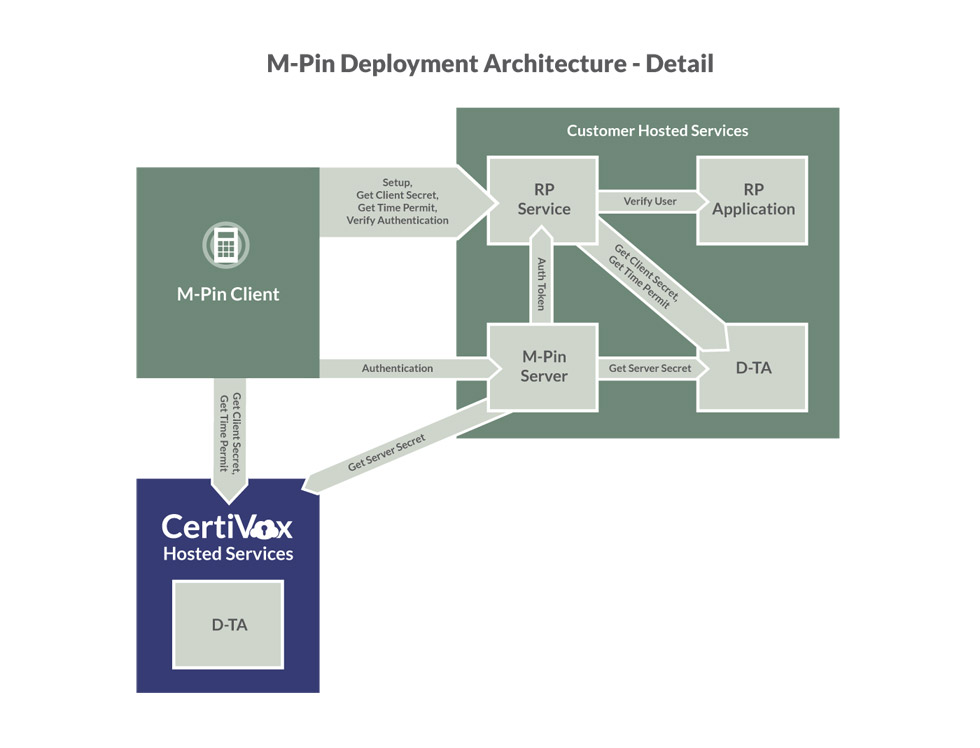 M-Pin Deployment Architecture - Detail
Customer Hosted Services
Setup,
Get Client Secret,
Get Time Permit,
Verify Authentication
RP
Service
Verify User
RP
Application
M-Pin Client
Auth Token
Get Client Secret,
Get Time Permit
Authentication
M-Pin
Server
Get Server Secret
D-TA
Get Client Secret,
Get Time Permit
Get Server Secret
CertiVox
Hosted Services
D-TA